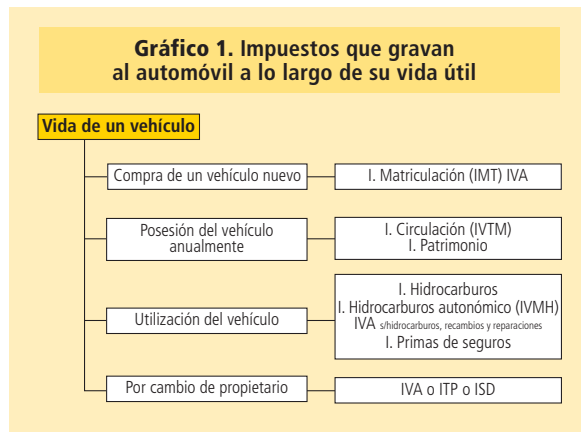 Gráfico 1. Impuestos que gravan
al automóvil a lo largo de su vida útil
Vida de un vehículo
Compra de un vehículo nuevo
I. Matriculación (IMT) IVA
Posesión del vehículo
anualmente
I. Circulación (IVTM)
I. Patrimonio
Utilización del vehículo
I. Hidrocarburos
I. Hidrocarburos autonómico (IVMH)
IVA s/hidrocarburos, recambios y reparaciones
I. Primas de seguros
Por cambio de propietario
IVA o ITP o ISD